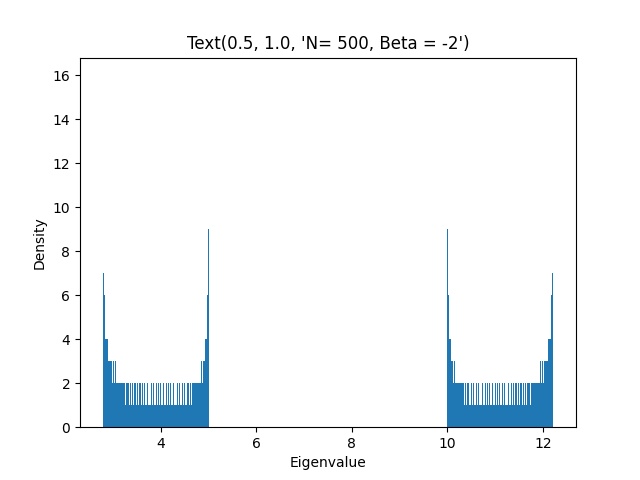 Text(0.5, 1.0, 'N= 500, Beta = -2')
16
14
12
10
8
6
4
2
0
Density
4 6 8 10 12
Eigenvalue